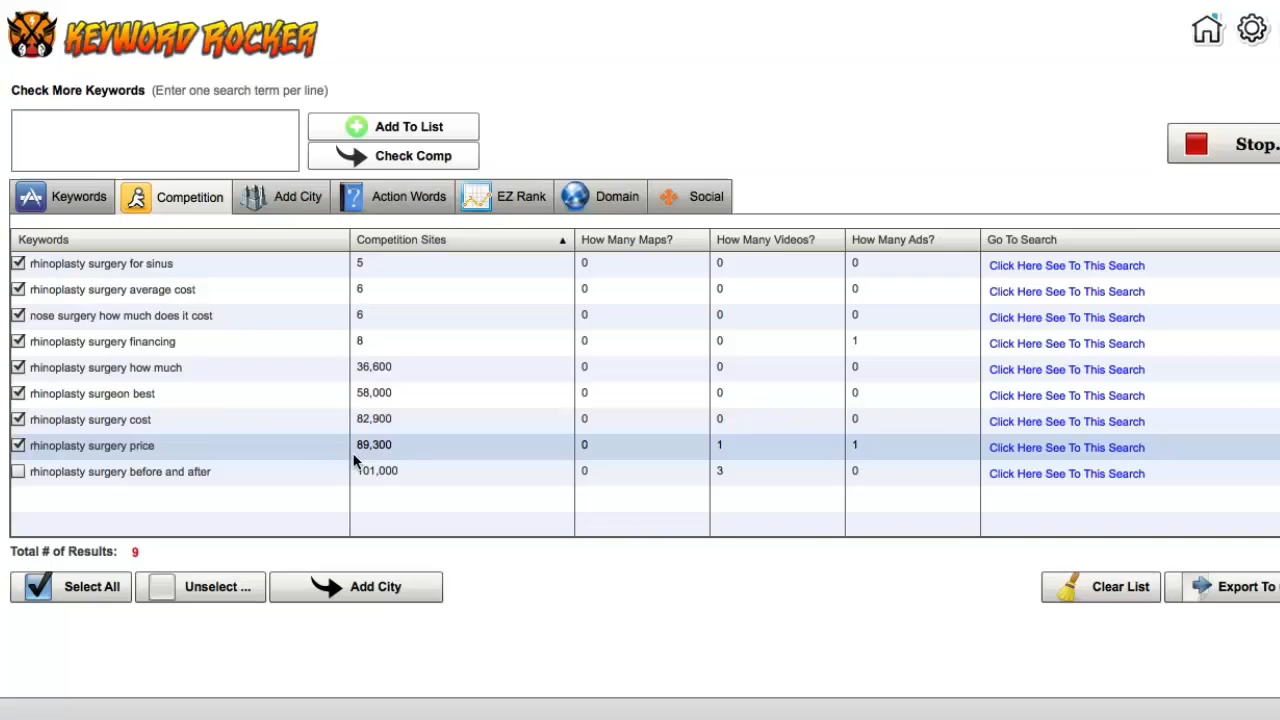 KEYWORD ROCKER
Check More Keywords (Enter one search term per line)
Add To List
Check Comp
Stop.
Keywords Competition Add City Action Words EZ Rank Domain Social
Keywords Competition Sites How Many Maps? How Many Videos? How Many Ads? Go To Search
rhinoplasty surgery for sinus 5 0 0 0 Click Here See To This Search
rhinoplasty surgery average cost 6 0 0 0 Click Here See To This Search
nose surgery how much does it cost 6 0 0 0 Click Here See To This Search
rhinoplasty surgery financing 8 0 0 1 Click Here See To This Search
rhinoplasty surgery how much 36,600 0 0 0 Click Here See To This Search
rhinoplasty surgeon best 58,000 0 0 0 Click Here See To This Search
rhinoplasty surgery cost 82,900 0 0 0 Click Here See To This Search
rhinoplasty surgery price 89,300 0 1 1 Click Here See To This Search
rhinoplasty surgery before and after 101,000 0 3 0 Click Here See To This Search
Total # of Results: 9
Select All Unselect ... Add City Clear List Export To